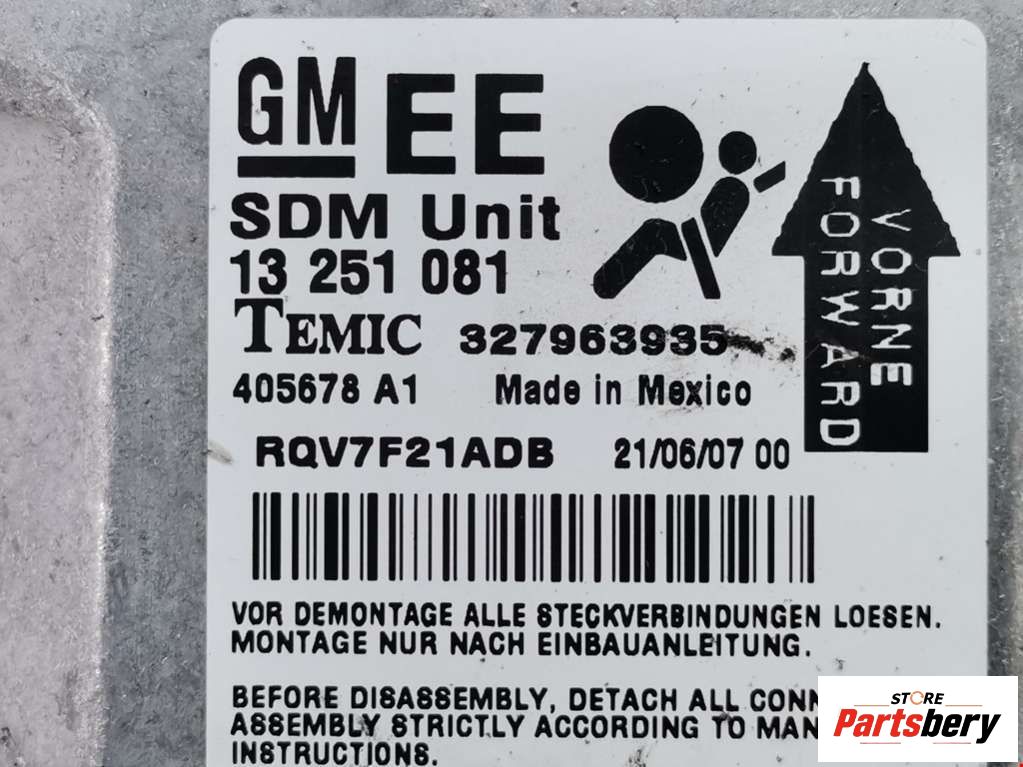 GM EE
SDM Unit
13 251 081
TEMIC 327963935
405678 A1 Made in Mexico
RQV7F21ADB 21/06/07 00
VORNE
FORWARD
VOR DEMONTAGE ALLE STECKVERBINDUNGEN LOESEN.
MONTAGE NUR NACH EINBAUANLEITUNG.
BEFORE DISASSEMBLY, DETACH ALL
ASSEMBLY STRICTLY ACCORDING TO
INSTRUCTIONS.
STORE
Partsbery